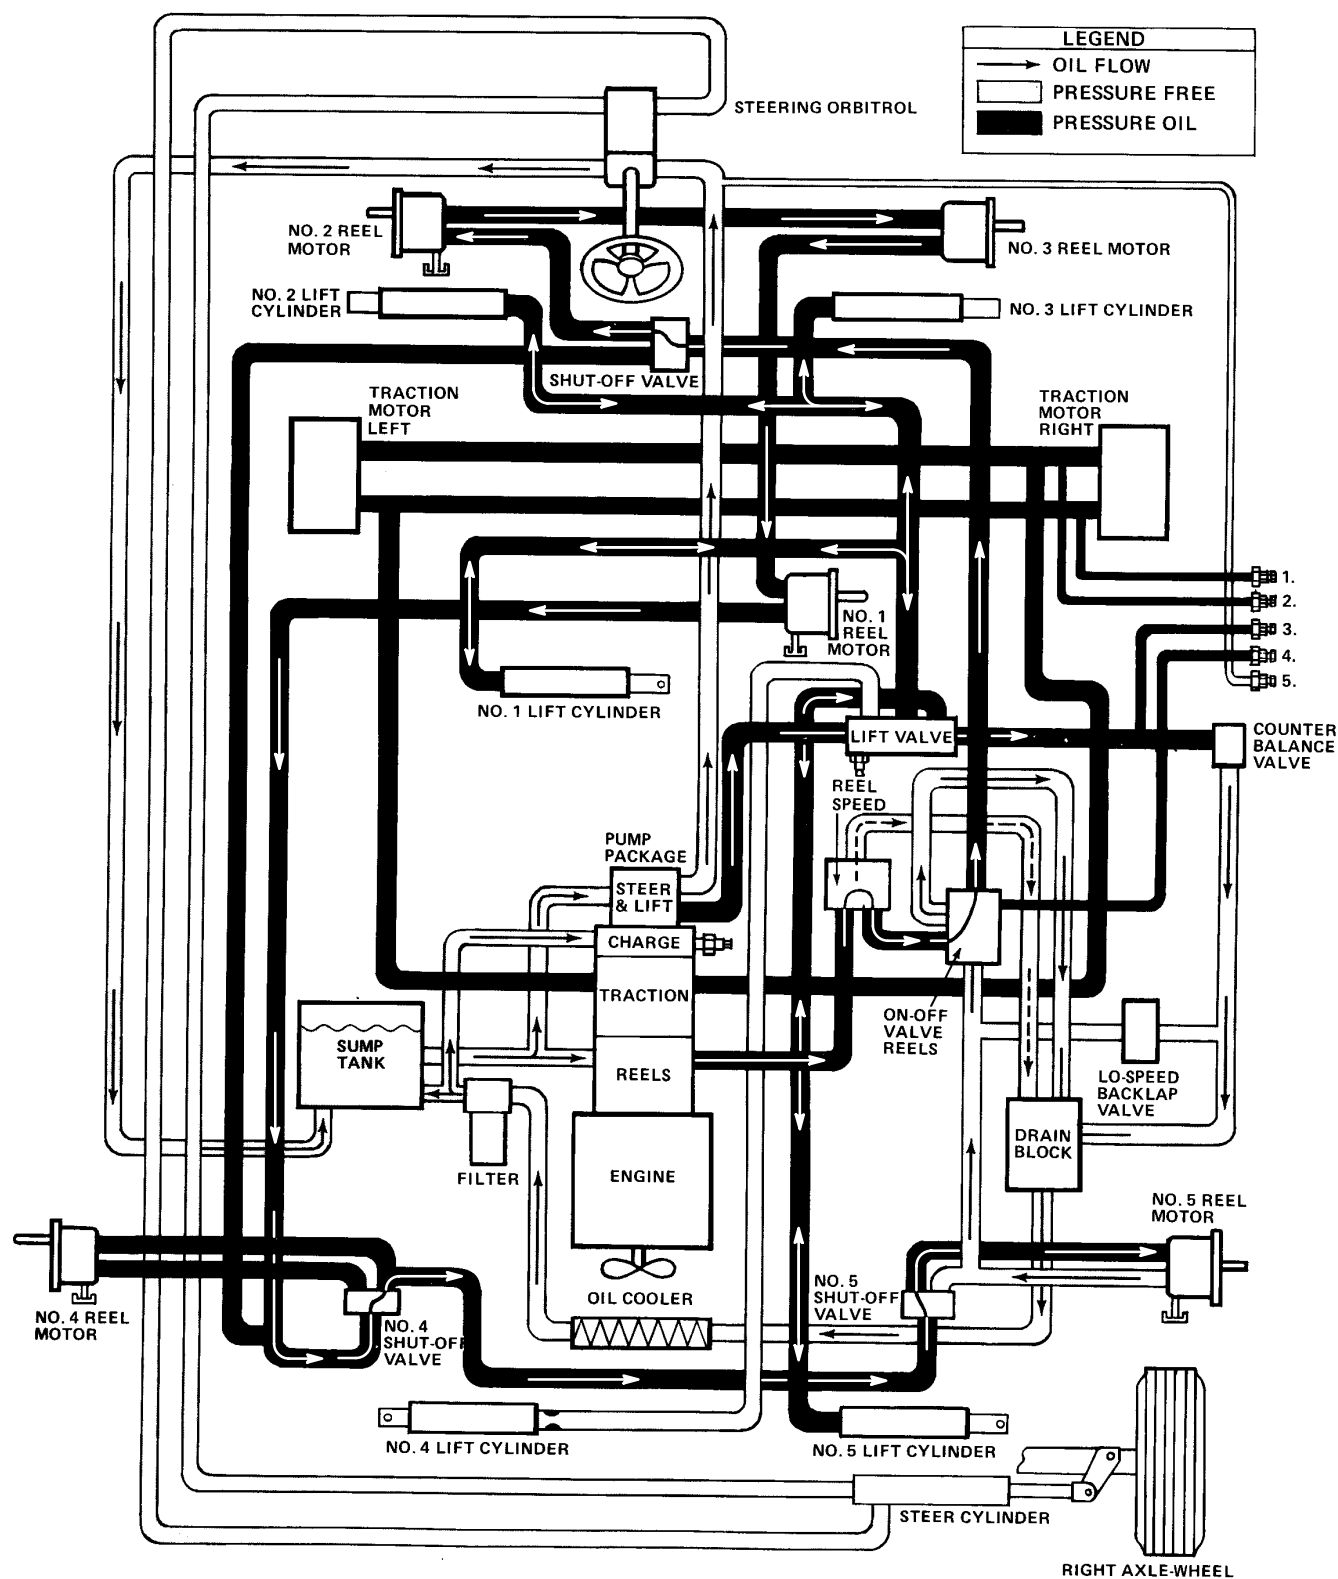 LEGEND
OIL FLOW
PRESSURE FREE
PRESSURE OIL
STEERING ORBITROL
NO. 2 REEL
MOTOR
NO. 3 REEL MOTOR
NO. 2 LIFT
CYLINDER
NO. 3 LIFT CYLINDER
SHUT-OFF VALVE
TRACTION
MOTOR
LEFT
TRACTION
MOTOR
RIGHT
1.
2.
3.
4.
5.
NO. 1
REEL
MOTOR
NO. 1 LIFT CYLINDER
LIFT VALVE
COUNTER
BALANCE
VALVE
REEL
SPEED
PUMP
PACKAGE
STEER
& LIFT
CHARGE
TRACTION
REELS
ENGINE
SUMP
TANK
FILTER
ON-OFF
VALVE
REELS
LO-SPEED
BACKLAP
VALVE
DRAIN
BLOCK
NO. 5 REEL
MOTOR
OIL COOLER
NO. 5
SHUT-OFF
VALVE
NO. 4 REEL
MOTOR
NO. 4
SHUT-OFF
VALVE
NO. 4 LIFT CYLINDER
NO. 5 LIFT CYLINDER
STEER CYLINDER
RIGHT AXLE-WHEEL